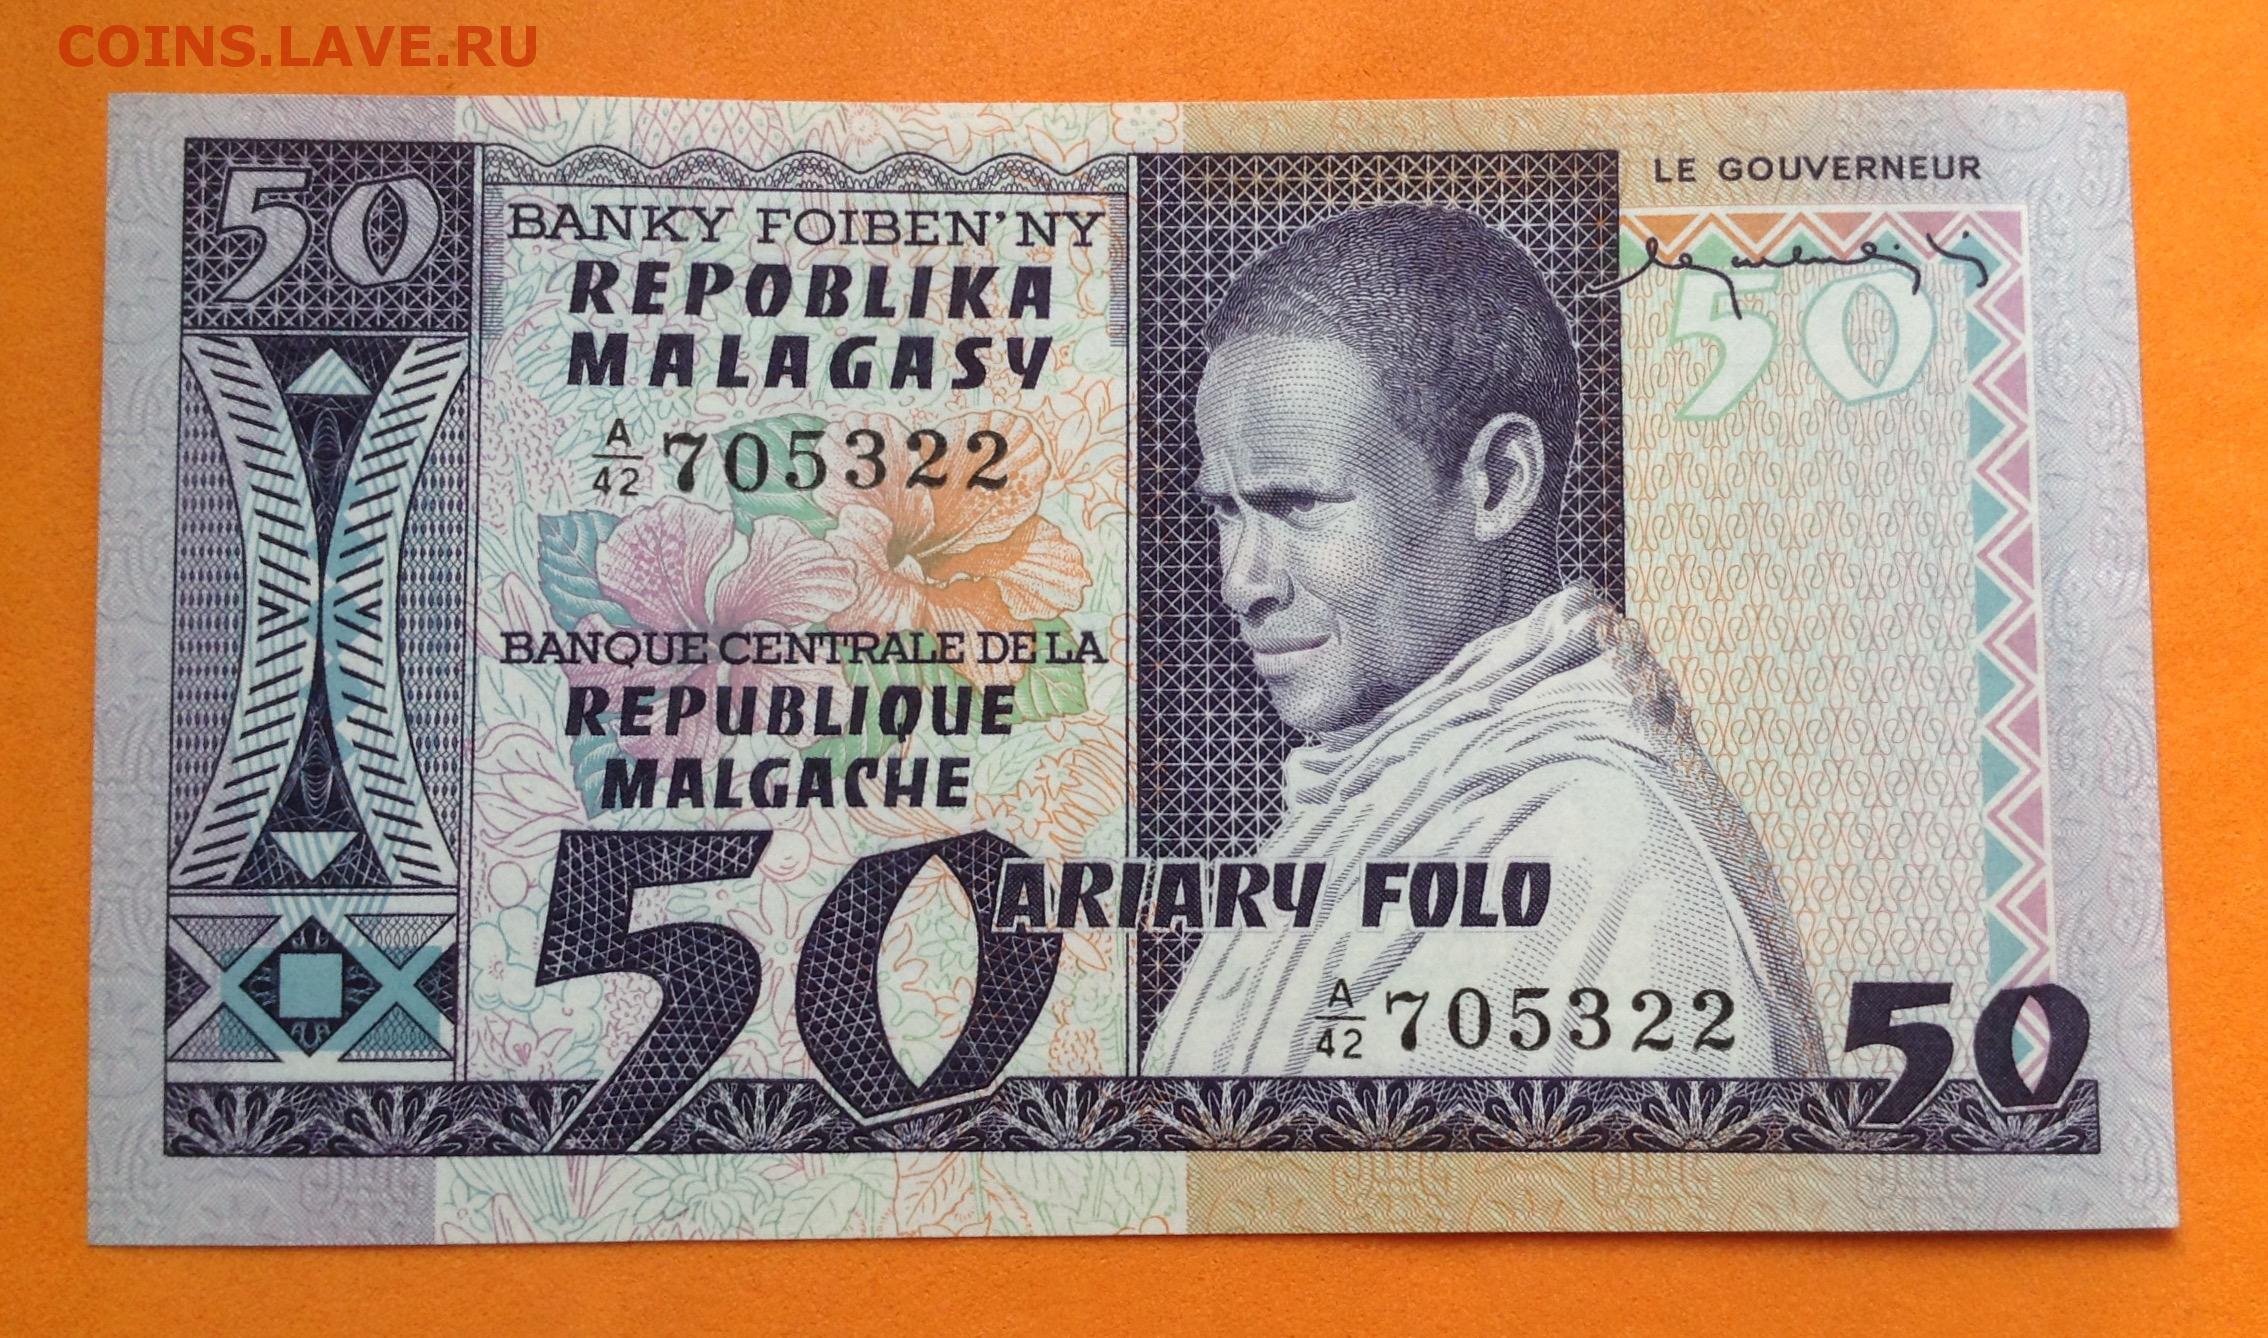 COINS.LAVE.RU
50
BANKY FOIBEN'NY
REPOBLIKA
MALAGASY
A/42 705322
BANQUE CENTRALE DE LA
REPUBLIQUE
MALGACHE
50 ARIARY FOLO
LE GOUVERNEUR
50
A/42 705322
50